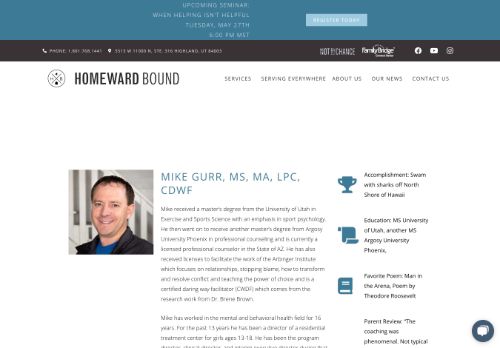 UPCOMING SEMINAR:
WHEN HELPING ISN'T HELPFUL
TUESDAY, MAY 27TH
6:00 PM MST
REGISTER TODAY
PHONE: 1.801.768.1441
5313 W 11000 N, STE. 316 HIGHLAND, UT 84003
NOT BY CHANCE
FamilyBridge
HOMEWARD BOUND
SERVICES
SERVING EVERYWHERE
ABOUT US
OUR NEWS
CONTACT US
MIKE GURR, MS, MA, LPC,
CDWF
Mike received a master's degree from the University of Utah in
Exercise and Sports Science with an emphasis in sport psychology.
He then went on to receive another master's degree from Argosy
University Phoenix in professional counseling and is currently a
licensed professional counselor in the State of AZ. He has also
received licenses to facilitate the work of the Arbinger Institute
which focuses on relationships, stopping blame, how to transform
and resolve conflict and teaching the power of choice and is a
certified daring way facilitator (CWDF) which comes from the
research work from Dr. Brene Brown.
Mike has worked in the mental and behavioral health field for 16
years. For the past 13 years he has been a director of a residential
treatment center for girls ages 13-18. He has been the program
Accomplishment: Swam
with sharks off North
Shore of Hawaii
Education: MS University
of Utah, another MS
Argosy University
Phoenix,
Favorite Poem: Man in
the Arena, Poem by
Theodore Roosevelt
Parent Review: "The
coaching was
phenomenal. Not typical